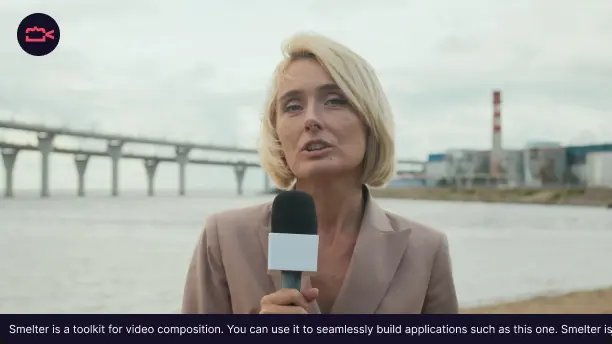 Smelter is a toolkit for video composition. You can use it to seamlessly build applications such as this one. Smelter is